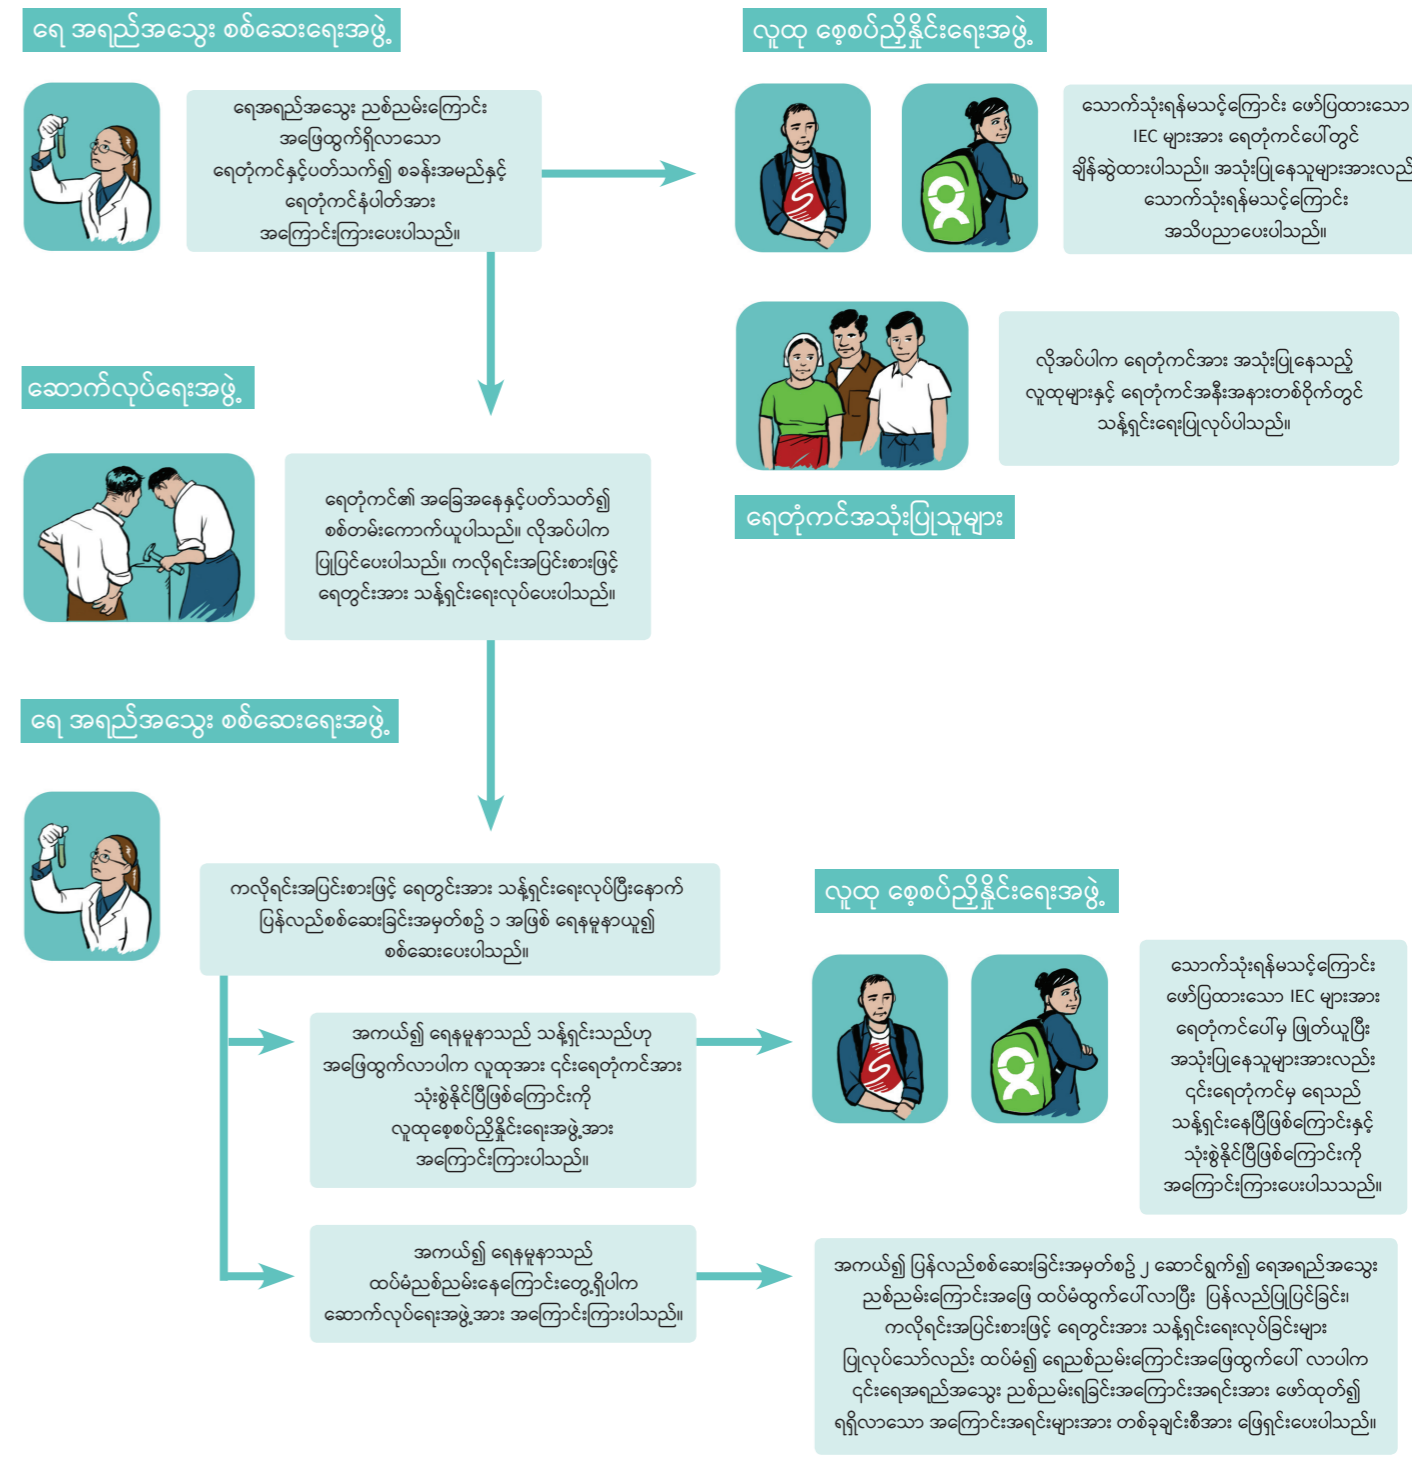 ရေ အရည်အသွေး စစ်ဆေးရေးအဖွဲ့
ရေအရည်အသွေး ညစ်ညမ်းကြောင်း
အဖြေထွက်ရှိလာသော
ရေတုံကင်နှင့်ပတ်သက်၍ စခန်းအမည်နှင့်
ရေတုံကင်နံပါတ်အား
အကြောင်းကြားပေးပါသည်။
လူထု စေ့စပ်ညှိနှိုင်းရေးအဖွဲ့
သောက်သုံးရန်မသင့်ကြောင်း ဖော်ပြထားသော
IEC များအား ရေတုံကင်ပေါ်တွင်
ချိန်ဆွဲထားပါသည်။ အသုံးပြုနေသူများအားလည်း
သောက်သုံးရန်မသင့်ကြောင်း
အသိပညာပေးပါသည်။
လိုအပ်ပါက ရေတုံကင်အား အသုံးပြုနေသည့်
လူထုများနှင့် ရေတုံကင်အနီးအနားတစ်ဝိုက်တွင်
သန့်ရှင်းရေးပြုလုပ်ပါသည်။
ရေတုံကင်အသုံးပြုသူများ
ဆောက်လုပ်ရေးအဖွဲ့
ရေတုံကင်၏ အခြေအနေနှင့်ပတ်သတ်၍
စစ်တမ်းကောက်ယူပါသည်။ လိုအပ်ပါက
ပြုပြင်ပေးပါသည်။ ကလိုရင်းအပြင်းစားဖြင့်
ရေတွင်းအား သန့်ရှင်းရေးလုပ်ပေးပါသည်။
ရေ အရည်အသွေး စစ်ဆေးရေးအဖွဲ့
ကလိုရင်းအပြင်းစားဖြင့် ရေတွင်းအား သန့်ရှင်းရေးလုပ်ပြီးနောက်
ပြန်လည်စစ်ဆေးခြင်းအမှတ်စဥ် ၁ အဖြစ် ရေနမူနာယူ၍
စစ်ဆေးပေးပါသည်။
အကယ်၍ ရေနမူနာသည် သန့်ရှင်းသည်ဟု
အဖြေထွက်လာပါက လူထုအား ၎င်းရေတုံကင်အား
သုံးစွဲနိုင်ပြီဖြစ်ကြောင်းကို
လူထုစေ့စပ်ညှိနှိုင်းရေးအဖွဲ့အား
အကြောင်းကြားပါသည်။
အကယ်၍ ရေနမူနာသည်
ထပ်မံညစ်ညမ်းနေကြောင်းတွေ့ရှိပါက
ဆောက်လုပ်ရေးအဖွဲ့အား အကြောင်းကြားပါသည်။
လူထု စေ့စပ်ညှိနှိုင်းရေးအဖွဲ့
သောက်သုံးရန်မသင့်ကြောင်း
ဖော်ပြထားသော IEC များအား
ရေတုံကင်ပေါ်မှ ဖြုတ်ယူပြီး
အသုံးပြုနေသူများအားလည်း
၎င်းရေတုံကင်မှ ရေသည်
သန့်ရှင်းနေပြီဖြစ်ကြောင်းနှင့်
သုံးစွဲနိုင်ပြီဖြစ်ကြောင်းကို
အကြောင်းကြားပေးပါသသည်။
အကယ်၍ ပြန်လည်စစ်ဆေးခြင်းအမှတ်စဥ် ၂ ဆောင်ရွက်၍ ရေအရည်အသွေး
ညစ်ညမ်းကြောင်းအဖြေ ထပ်မံထွက်ပေါ်လာပြီး ပြန်လည်ပြုပြင်ခြင်း၊
ကလိုရင်းအပြင်းစားဖြင့် ရေတွင်းအား သန့်ရှင်းရေးလုပ်ခြင်းများ
ပြုလုပ်သော်လည်း ထပ်မံ၍ ရေညစ်ညမ်းကြောင်းအဖြေထွက်ပေါ် လာပါက
၎င်းရေအရည်အသွေး ညစ်ညမ်းရခြင်းအကြောင်းအရင်းအား ဖော်ထုတ်၍
ရရှိလာသော အကြောင်းအရင်းများအား တစ်ခုချင်းစီအား ဖြေရှင်းပေးပါသည်။